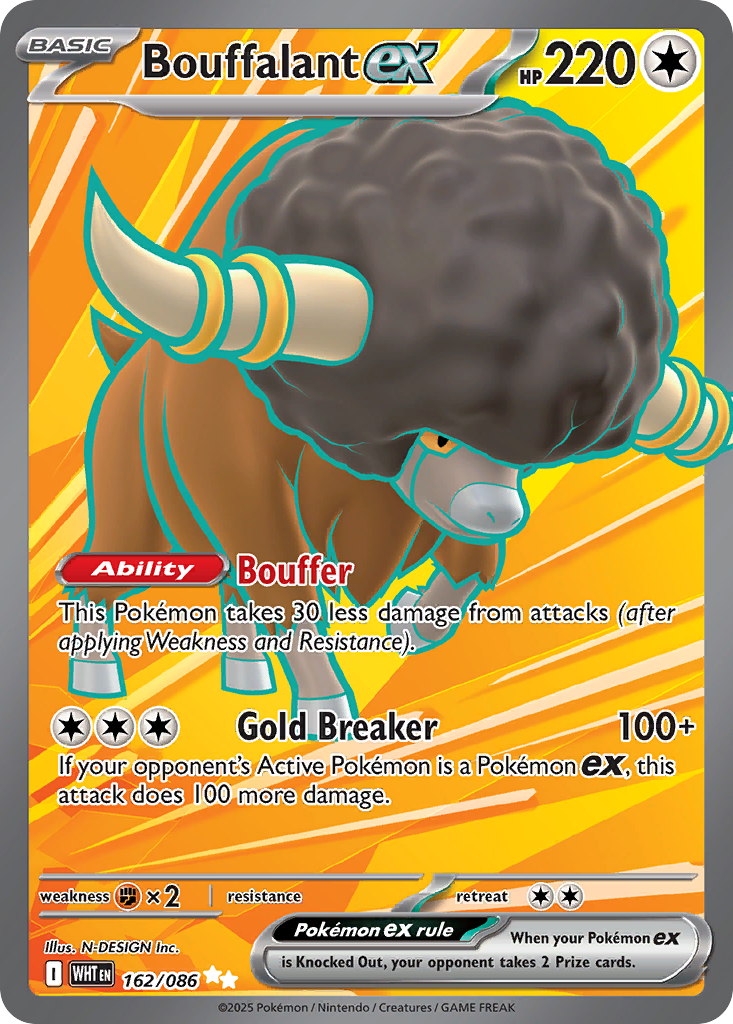 BASIC
Bouffalant ex HP 220
Ability Bouffer
This Pokémon takes 30 less damage from attacks (after
applying Weakness and Resistance).
Gold Breaker 100+
If your opponent's Active Pokémon is a Pokémon ex, this
attack does 100 more damage.
weakness ×2 resistance retreat
Illus. N-DESIGN Inc.
Pokémon ex rule When your Pokémon ex
is Knocked Out, your opponent takes 2 Prize cards.
I WHT EN 162/086
©2025 Pokémon / Nintendo / Creatures / GAME FREAK